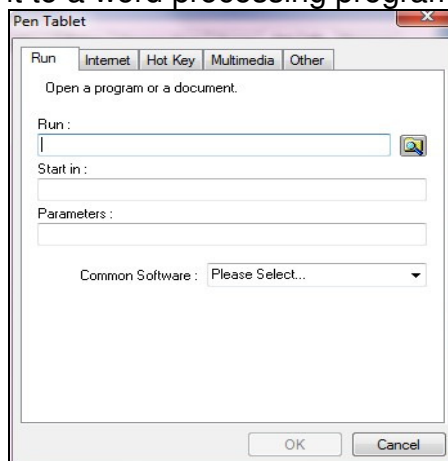 it to a word processing program
Pen Tablet
Run Internet Hot Key Multimedia Other
Open a program or a document.
Run :
Start in :
Parameters :
Common Software : Please Select...
OK Cancel